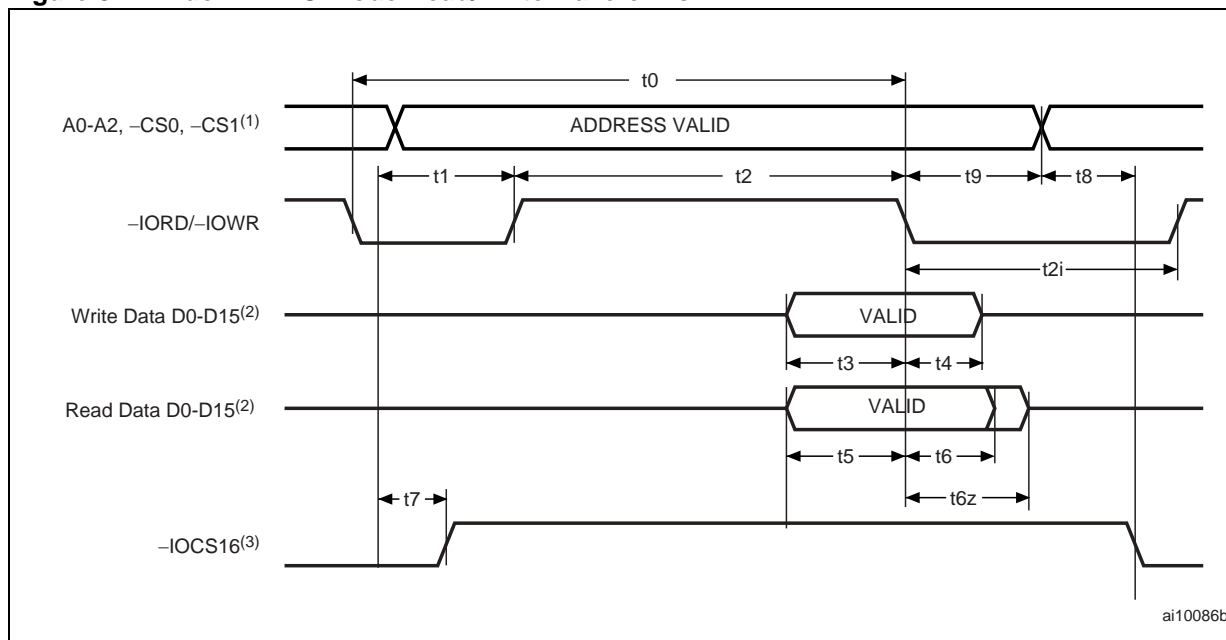 t0
A0-A2, –CS0, –CS1(1)
ADDRESS VALID
t1
t2
t9
t8
–IORD/–IOWR
t2i
Write Data D0-D15(2)
VALID
t3
t4
Read Data D0-D15(2)
VALID
t5
t6
t7
t6z
–IOCS16(3)
ai10086b